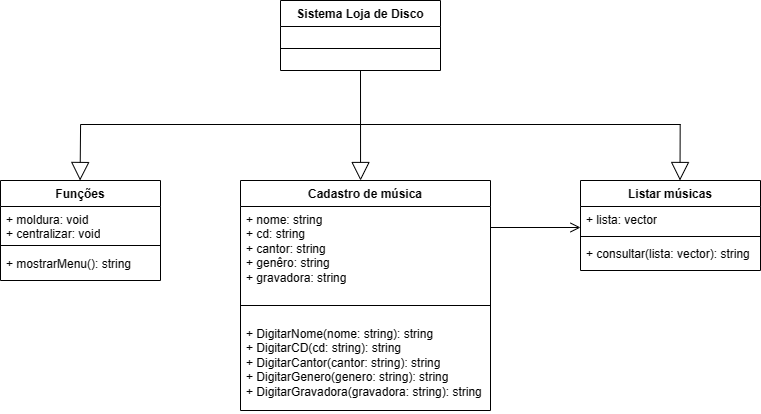 Sistema Loja de Disco
Funções
+ moldura: void
+ centralizar: void
+ mostrarMenu(): string
Cadastro de música
+ nome: string
+ cd: string
+ cantor: string
+ genêro: string
+ gravadora: string
+ DigitarNome(nome: string): string
+ DigitarCD(cd: string): string
+ DigitarCantor(cantor: string): string
+ DigitarGenero(genero: string): string
+ DigitarGravadora(gravadora: string): string
Listar músicas
+ lista: vector
+ consultar(lista: vector): string